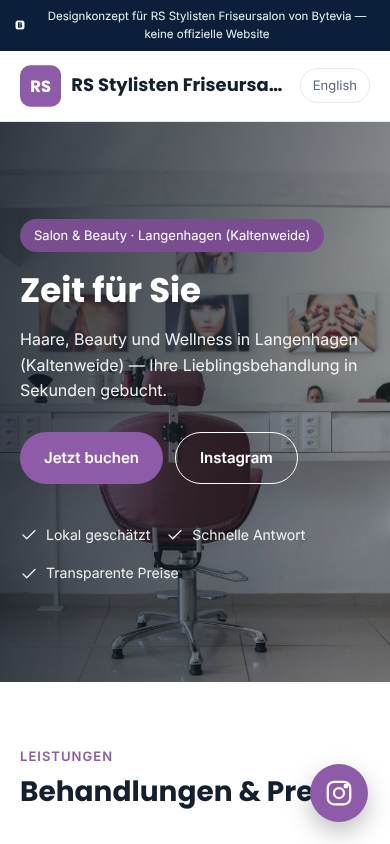 Designkonzept für RS Stylisten Friseursalon von Bytevia —
keine offizielle Website
RS
RS Stylisten Friseursa...
English
Salon & Beauty · Langenhagen (Kaltenweide)
Zeit für Sie
Haare, Beauty und Wellness in Langenhagen
(Kaltenweide) — Ihre Lieblingsbehandlung in
Sekunden gebucht.
Jetzt buchen
Instagram
Lokal geschätzt
Schnelle Antwort
Transparente Preise
LEISTUNGEN
Behandlungen & Pre